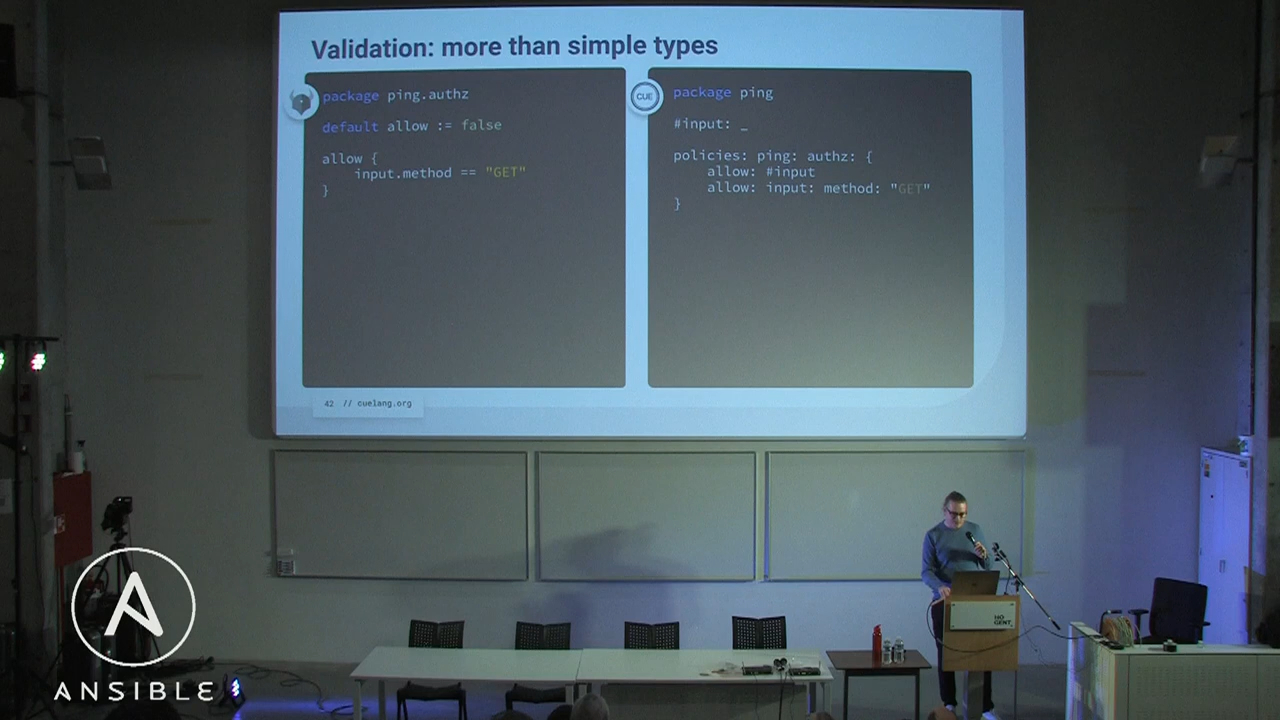 Validation: more than simple types
package ping.authz
default allow := false
allow {
input.method == "GET"
}
CUE
package ping
#input: _
policies: ping: authz: {
allow: #input
allow: input: method: "GET"
}
42 // cuelang.org
HO
GENT
ANSIBLE